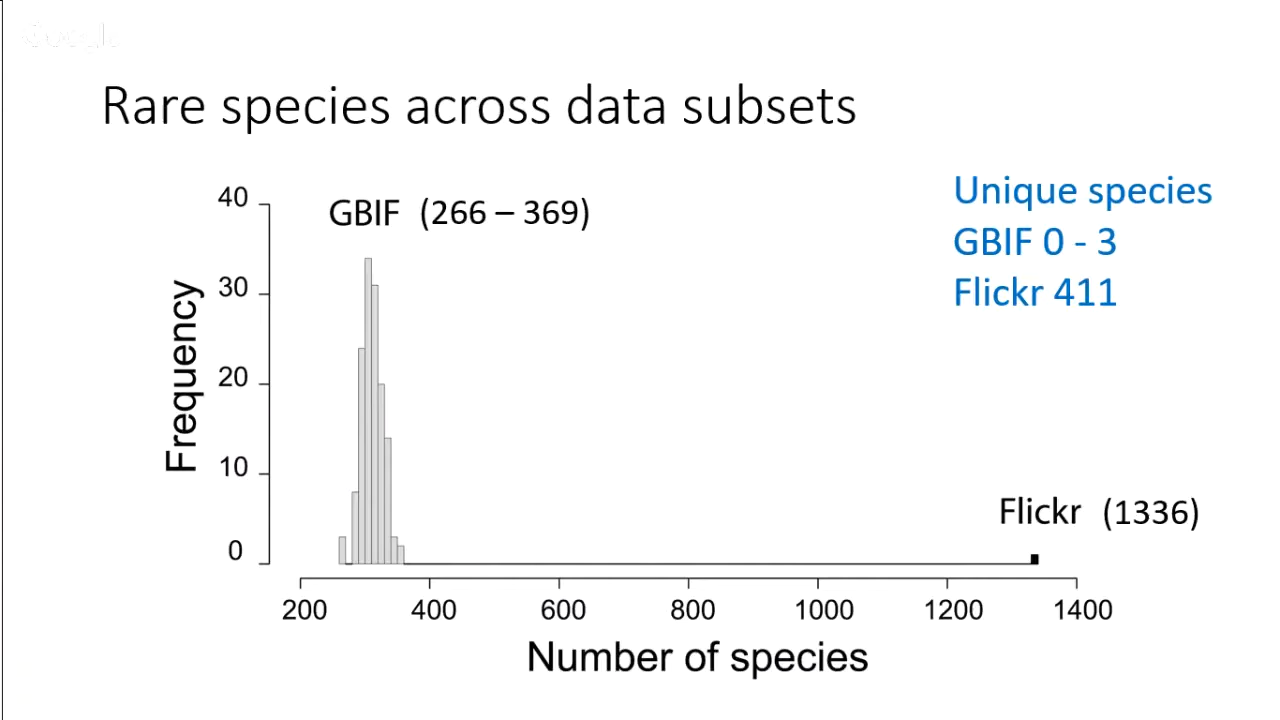 Google
Rare species across data subsets
Unique species
GBIF 0 - 3
Flickr 411
GBIF (266 – 369)
40
30
20
10
0
Frequency
Flickr (1336)
200 400 600 800 1000 1200 1400
Number of species